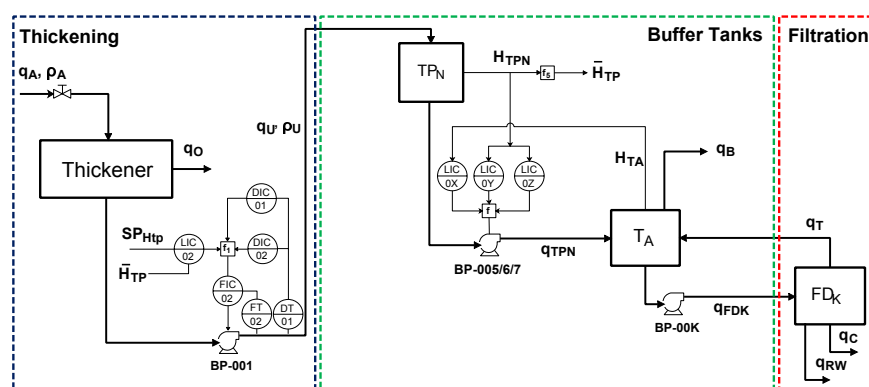 Thickening
Buffer Tanks
Filtration
qA, ρA
Thickener
qO
qU, ρU
TPN
HTPN
f5
H̅TP
LIC 0X
LIC 0Y
LIC 0Z
f
HTA
qB
TA
qT
qTPN
BP-005/6/7
BP-00K
qFDK
FDK
qC
qRW
DIC 01
SPHtp
LIC 02
f1
DIC 02
H̅TP
FIC 02
FT 02
DT 01
BP-001